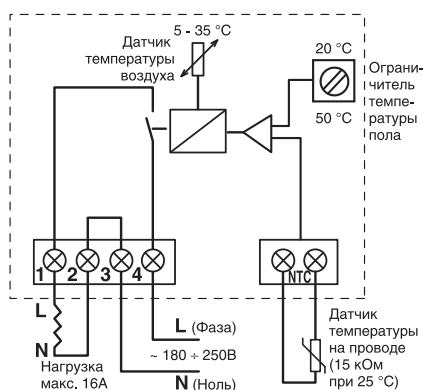 5 - 35 °C
Датчик
температуры
воздуха
20 °C
50 °C
Ограни-
читель
темпе-
ратуры
пола
1 2 3 4
NTC
L
N
Нагрузка
макс. 16А
L (Фаза)
~ 180 ÷ 250В
N (Ноль)
Датчик
температуры
на проводе
(15 кОм
при 25 °C)